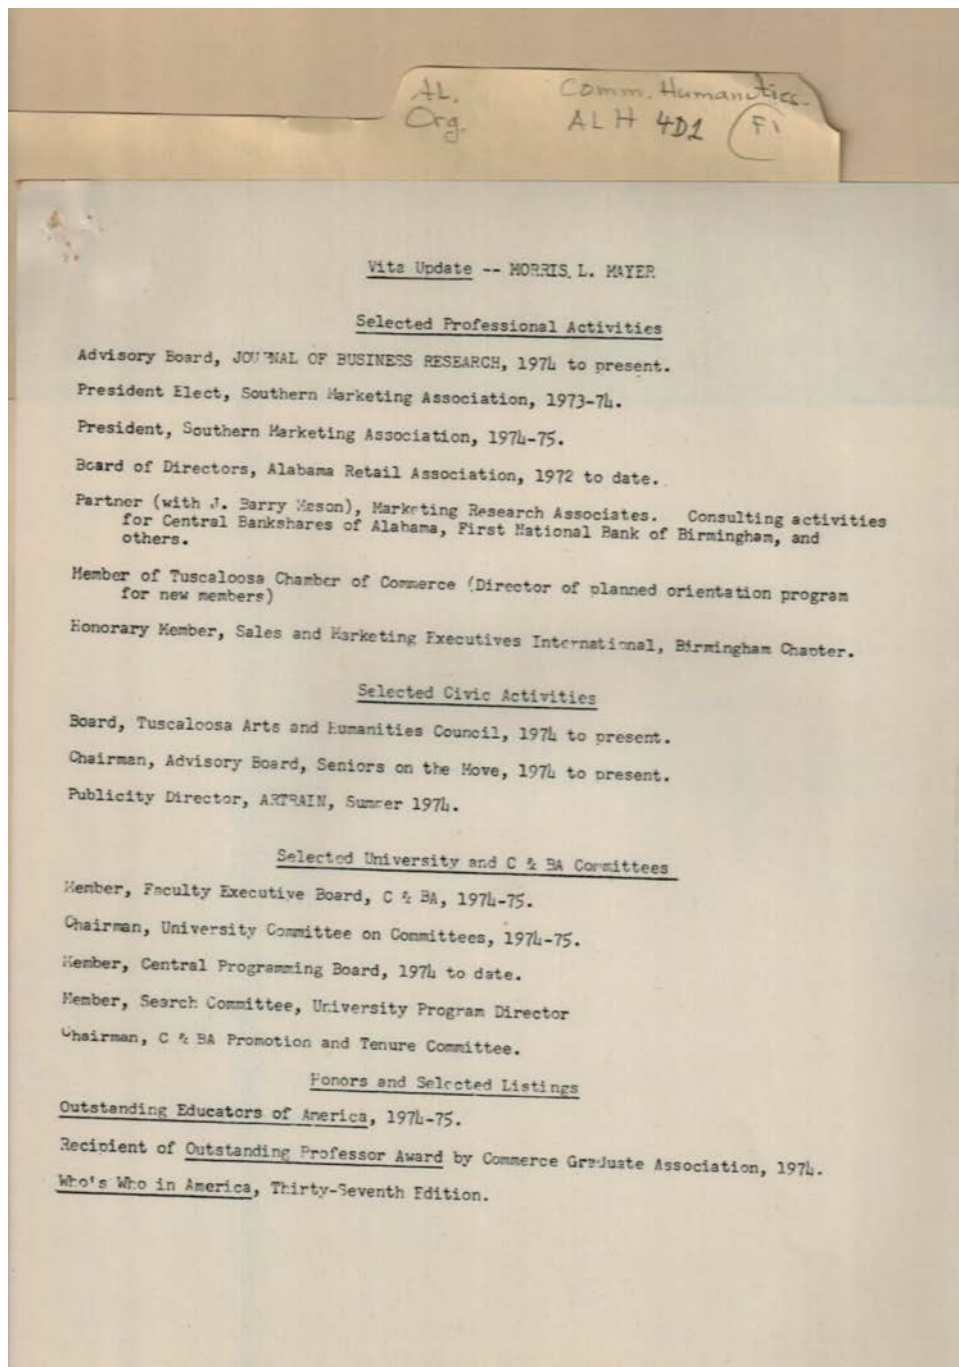 AL. Comm. Humanities.
Org. ALH 4D1 F1
Vita Update -- MORRIS L. MAYER
Selected Professional Activities
Advisory Board, JOURNAL OF BUSINESS RESEARCH, 1974 to present.
President Elect, Southern Marketing Association, 1973-74.
President, Southern Marketing Association, 1974-75.
Board of Directors, Alabama Retail Association, 1972 to date.
Partner (with J. Barry Mason), Marketing Research Associates. Consulting activities
for Central Bankshares of Alabama, First National Bank of Birmingham, and
others.
Member of Tuscaloosa Chamber of Commerce (Director of planned orientation program
for new members)
Honorary Member, Sales and Marketing Executives International, Birmingham Chapter.
Selected Civic Activities
Board, Tuscaloosa Arts and Humanities Council, 1974 to present.
Chairman, Advisory Board, Seniors on the Move, 1974 to present.
Publicity Director, ARTRAIN, Summer 1974.
Selected University and C & BA Committees
Member, Faculty Executive Board, C & BA, 1974-75.
Chairman, University Committee on Committees, 1974-75.
Member, Central Programming Board, 1974 to date.
Member, Search Committee, University Program Director
Chairman, C & BA Promotion and Tenure Committee.
Honors and Selected Listings
Outstanding Educators of America, 1974-75.
Recipient of Outstanding Professor Award by Commerce Graduate Association, 1974.
Who's Who in America, Thirty-Seventh Edition.